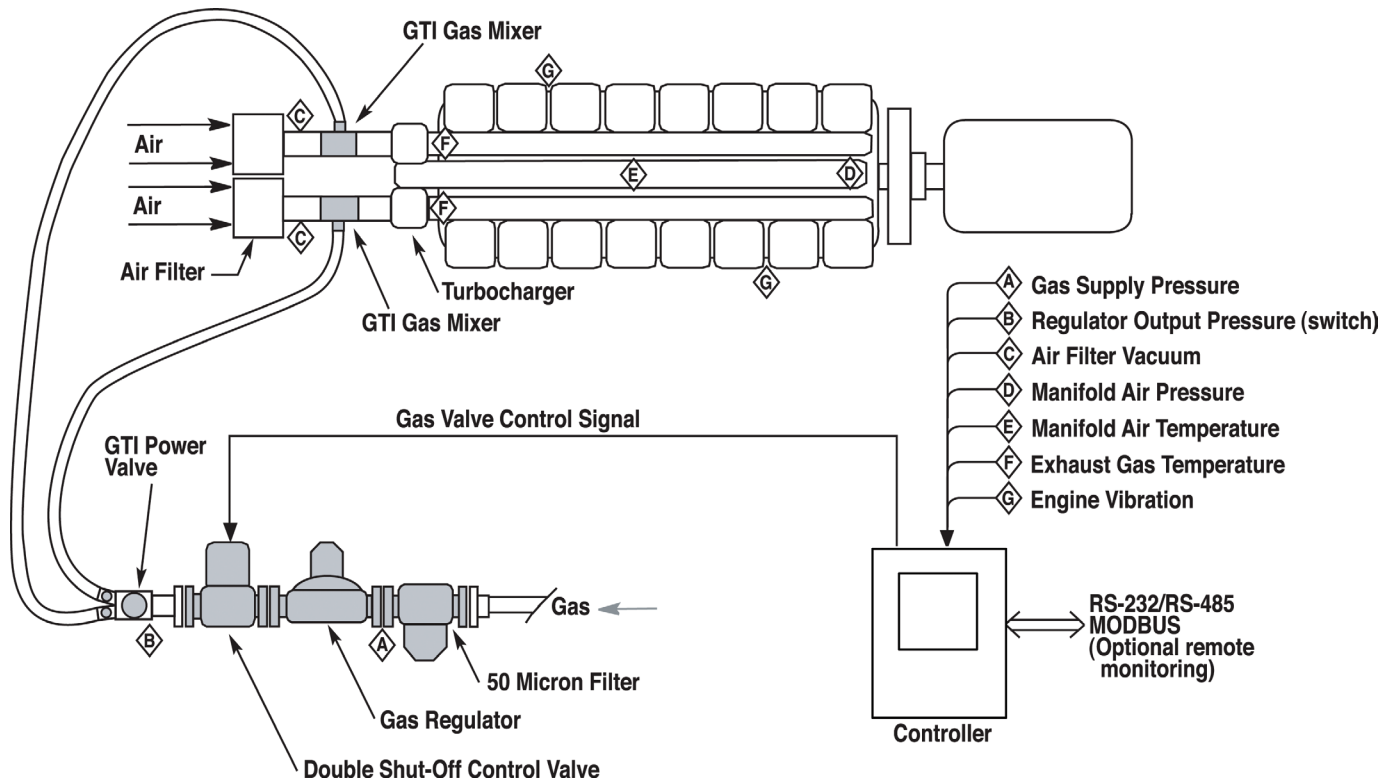 GTI Gas Mixer
G
C
Air
F
E
D
Air
F
C
Air Filter
Turbocharger
G
GTI Gas Mixer
A Gas Supply Pressure
B Regulator Output Pressure (switch)
C Air Filter Vacuum
D Manifold Air Pressure
E Manifold Air Temperature
F Exhaust Gas Temperature
G Engine Vibration
Gas Valve Control Signal
GTI Power
Valve
Gas
B
A
50 Micron Filter
Gas Regulator
Double Shut-Off Control Valve
RS-232/RS-485
MODBUS
(Optional remote
monitoring)
Controller